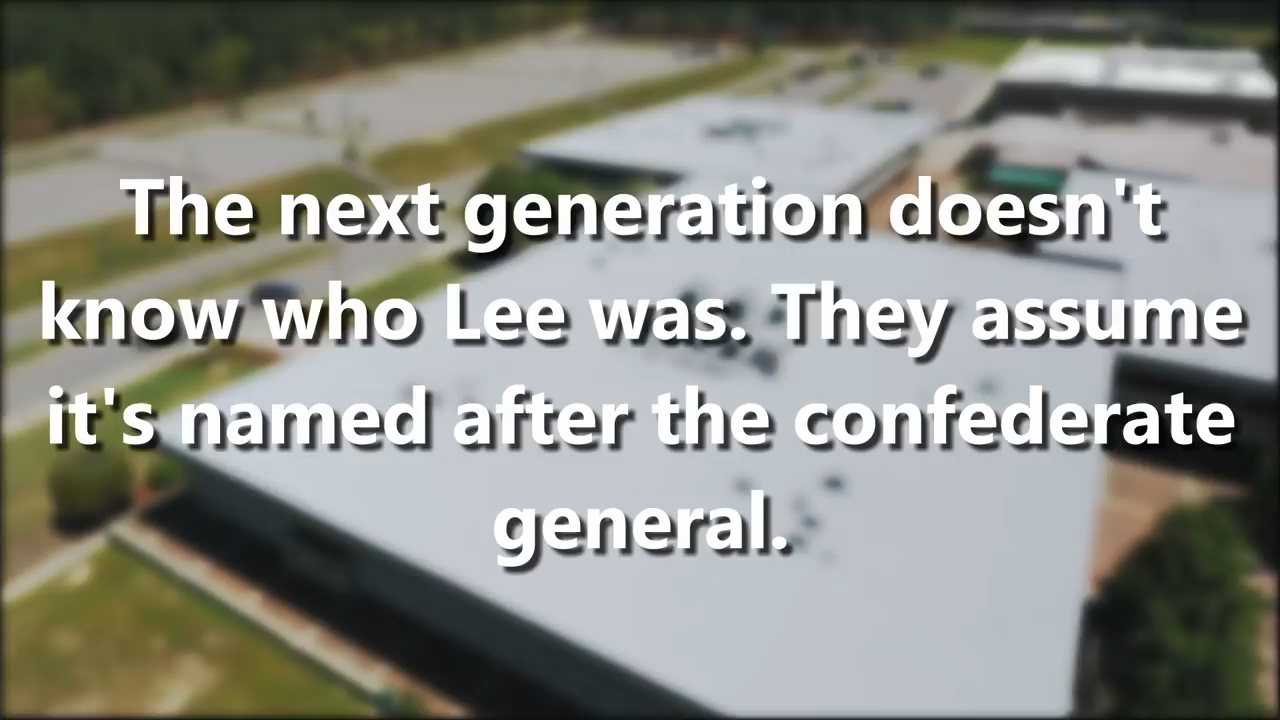 The next generation doesn't
know who Lee was. They assume
it's named after the confederate
general.